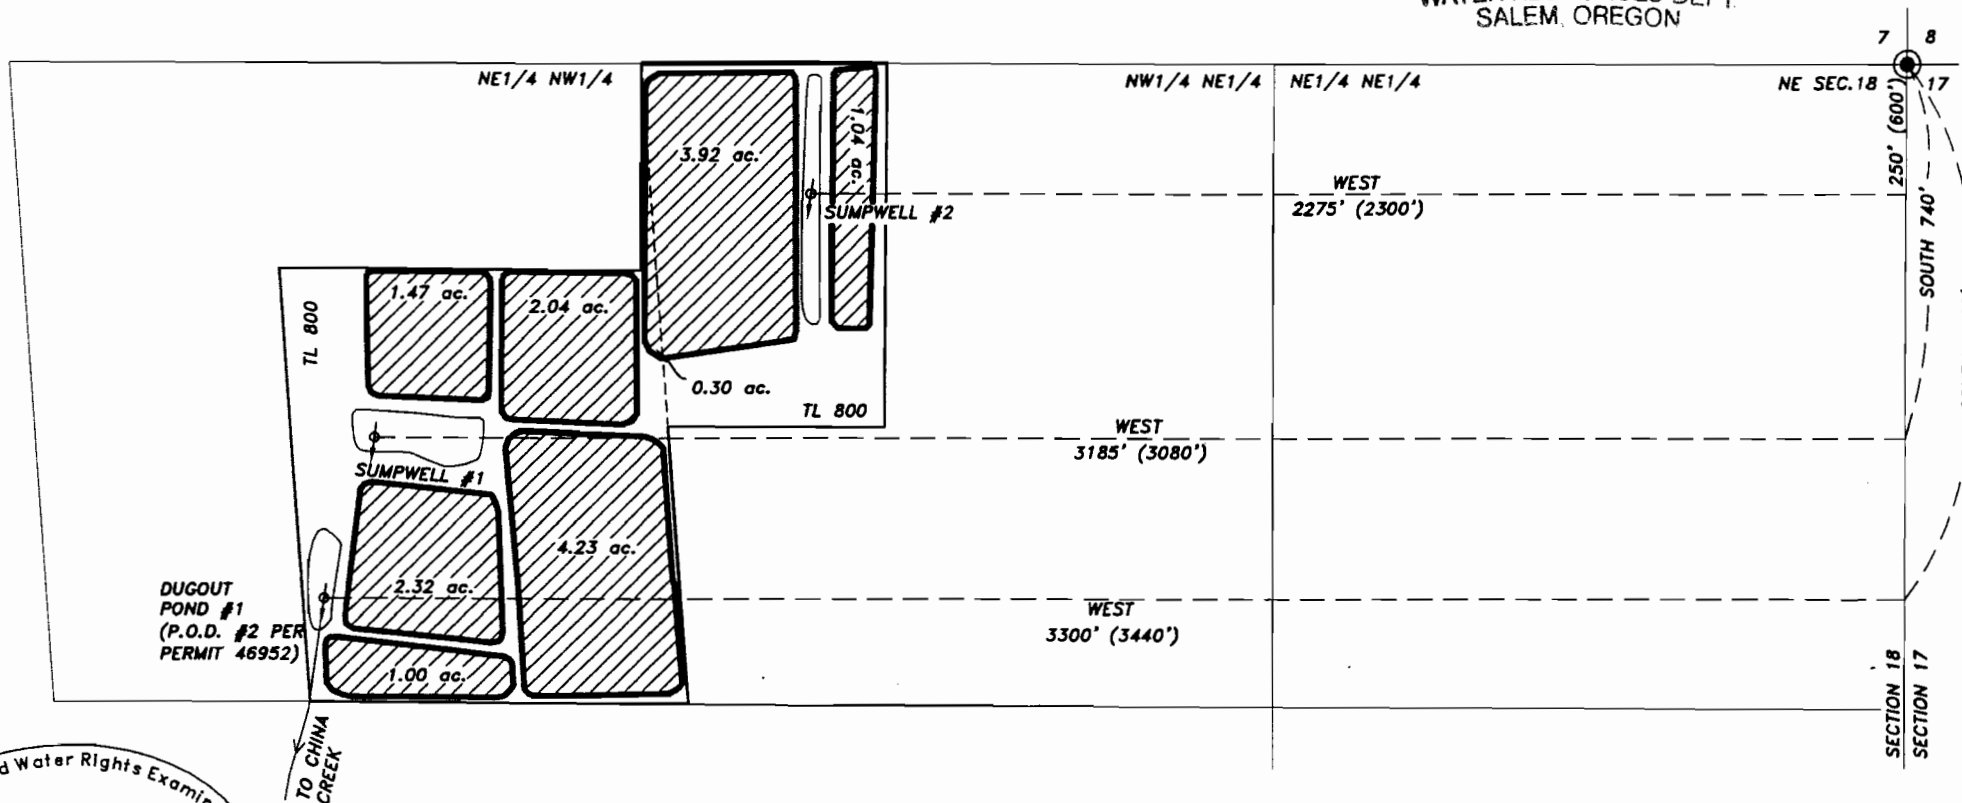 SALEM, OREGON
7 8
NE1/4 NW1/4
NW1/4 NE1/4
NE1/4 NE1/4
NE SEC.18
17
250' (600')
SOUTH 740'
3.92 ac.
1.04 ac.
SUMPWELL #2
WEST
2275' (2300')
TL 800
1.47 ac.
2.04 ac.
0.30 ac.
TL 800
WEST
3185' (3080')
SUMPWELL #1
4.23 ac.
2.32 ac.
DUGOUT
POND #1
(P.O.D. #2 PER
PERMIT 46952)
WEST
3300' (3440')
1.00 ac.
SECTION 18
SECTION 17
TO CHINA
CREEK
d Water Rights Examin